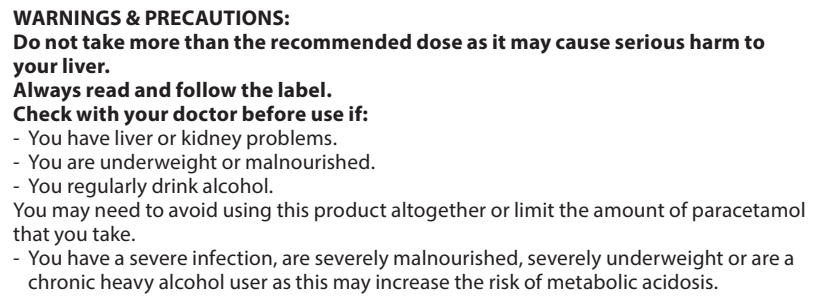 WARNINGS & PRECAUTIONS:
Do not take more than the recommended dose as it may cause serious harm to
your liver.
Always read and follow the label.
Check with your doctor before use if:
- You have liver or kidney problems.
- You are underweight or malnourished.
- You regularly drink alcohol.
You may need to avoid using this product altogether or limit the amount of paracetamol
that you take.
- You have a severe infection, are severely malnourished, severely underweight or are a
chronic heavy alcohol user as this may increase the risk of metabolic acidosis.